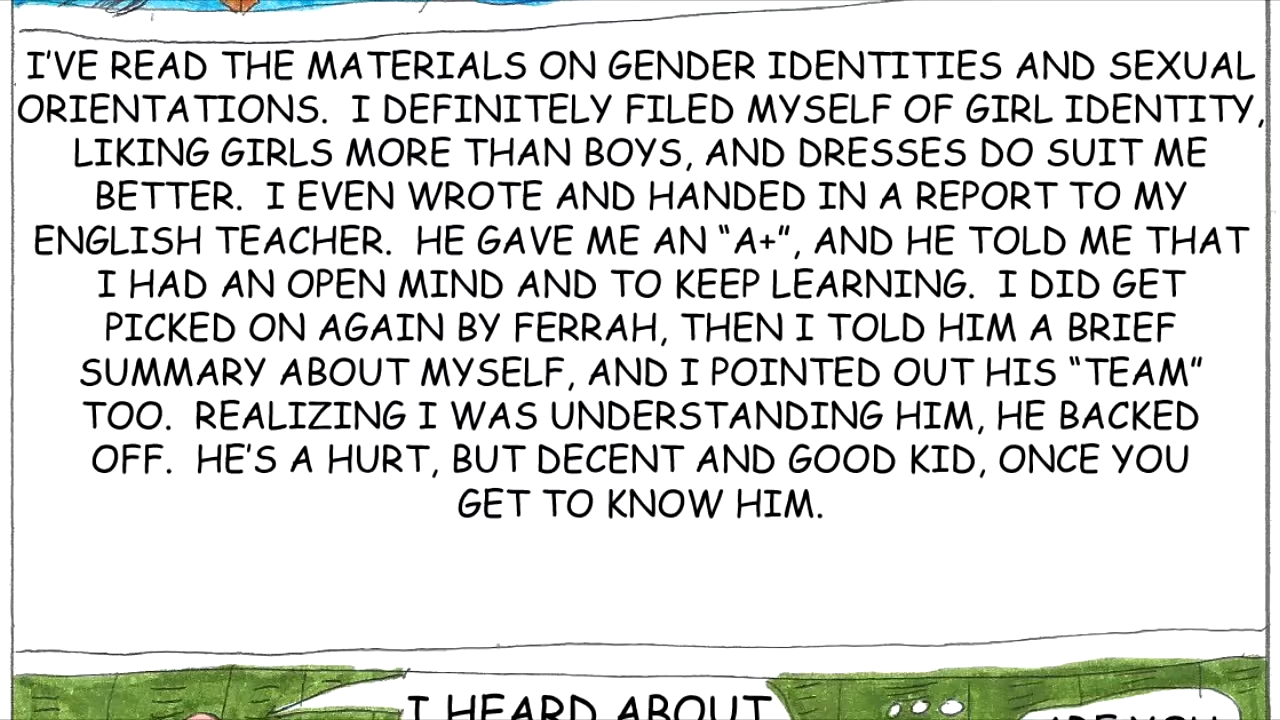 I'VE READ THE MATERIALS ON GENDER IDENTITIES AND SEXUAL
ORIENTATIONS. I DEFINITELY FILED MYSELF OF GIRL IDENTITY,
LIKING GIRLS MORE THAN BOYS, AND DRESSES DO SUIT ME
BETTER. I EVEN WROTE AND HANDED IN A REPORT TO MY
ENGLISH TEACHER. HE GAVE ME AN “A+”, AND HE TOLD ME THAT
I HAD AN OPEN MIND AND TO KEEP LEARNING. I DID GET
PICKED ON AGAIN BY FERRAH, THEN I TOLD HIM A BRIEF
SUMMARY ABOUT MYSELF, AND I POINTED OUT HIS “TEAM”
TOO. REALIZING I WAS UNDERSTANDING HIM, HE BACKED
OFF. HE'S A HURT, BUT DECENT AND GOOD KID, ONCE YOU
GET TO KNOW HIM.
I HEARD ABOUT
ARE YOU